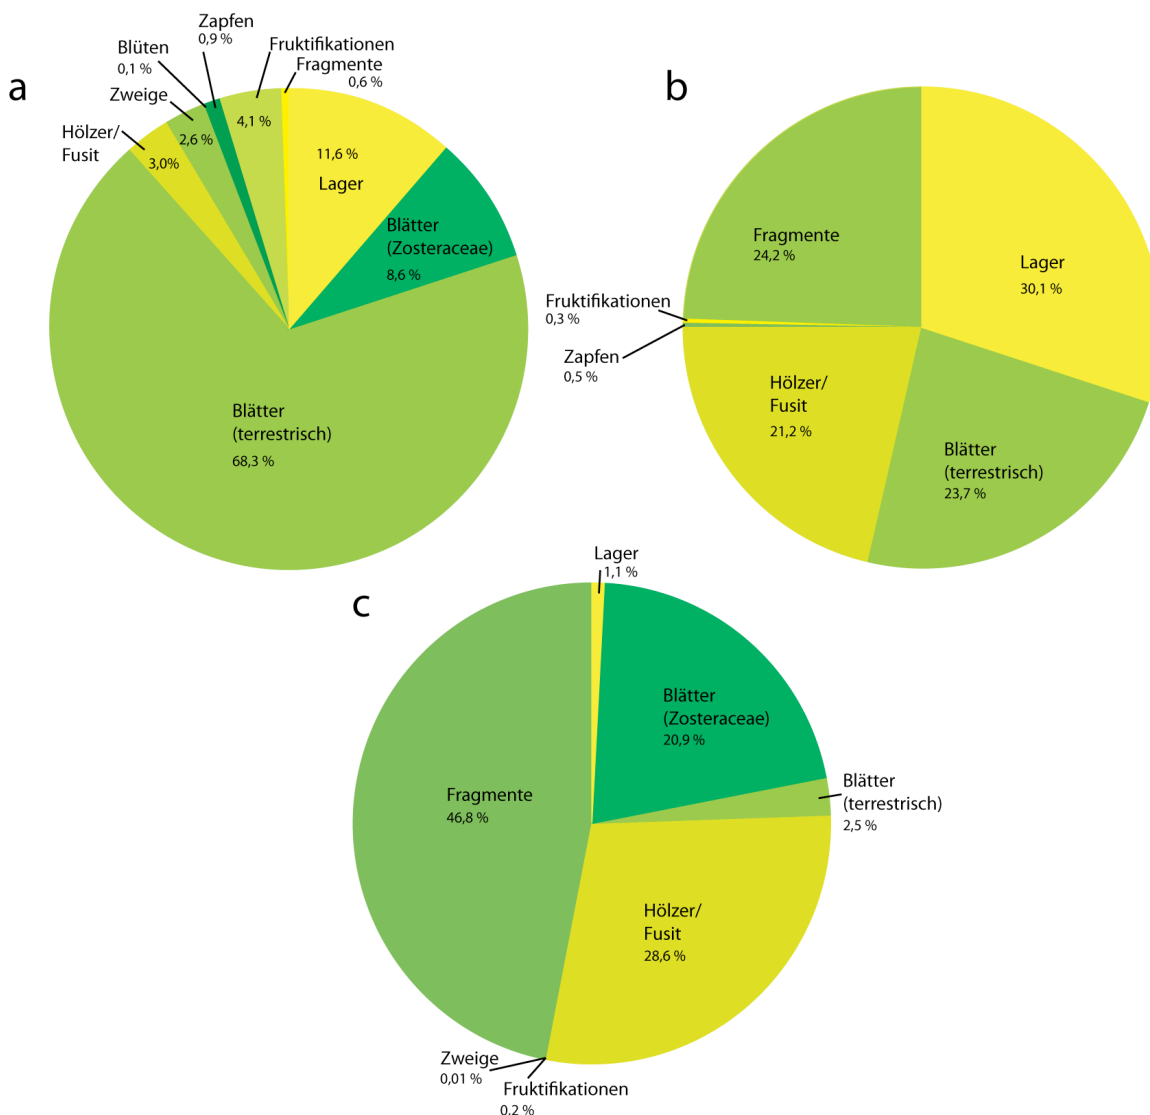 a
Zapfen
0,9 %
Blüten
0,1 %
Fruktifikationen
Fragmente
0,6 %
Zweige
Hölzer/
Fusit
4,1 %
2,6 %
3,0%
11,6 %
Lager
Blätter
(Zosteraceae)
8,6 %
Blätter
(terrestrisch)
68,3 %
b
Fragmente
24,2 %
Lager
30,1 %
Fruktifikationen
0,3 %
Zapfen
0,5 %
Hölzer/
Fusit
21,2 %
Blätter
(terrestrisch)
23,7 %
c
Lager
1,1 %
Blätter
(Zosteraceae)
20,9 %
Blätter
(terrestrisch)
2,5 %
Fragmente
46,8 %
Hölzer/
Fusit
28,6 %
Zweige
0,01 %
Fruktifikationen
0,2 %